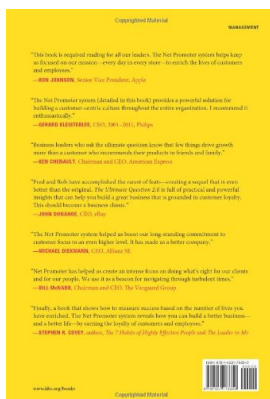 Copyrighted Material
MANAGEMENT
"This book is required reading for all our leaders. The Net Promoter system helps keep
us focused on our mission—every day in every store—to enrich the lives of customers
and employees."
—RON JOHNSON, Senior Vice President, Apple
"The Net Promoter system (detailed in this book) provides a powerful solution for
building a customer-centric culture throughout the entire organization. I recommend it
enthusiastically."
—GERARD KLEISTERLEE, CEO, 2001–2011, Philips
"Business leaders who ask the ultimate question know that few things drive growth
more than a customer who recommends their products to friends and family."
—KEN CHENAULT, Chairman and CEO, American Express
"Fred and Rob have accomplished the rarest of feats—creating a sequel that is even
better than the original. The Ultimate Question 2.0 is full of practical and powerful
insights that can help you build a great business that is grounded in customer loyalty.
This should become a business classic."
—JOHN DONAHOE, CEO, eBay
"The Net Promoter system helped us boost our long-standing commitment to
customer focus to an even higher level. It has made us a better company."
—MICHAEL DIEKMANN, CEO, Allianz SE
"Net Promoter has helped us create an intense focus on doing what's right for our clients
and for our people. We use it as a beacon for navigating through turbulent times."
—BILL McNABB, Chairman and CEO, The Vanguard Group
"Finally, a book that shows how to measure success based on the number of lives you
have enriched. The Net Promoter system reveals how you can build a better business—
and a better life—by earning the loyalty of customers and employees."
—STEPHEN R. COVEY, author, The 7 Habits of Highly Effective People and The Leader in Me
www.hbr.org/books
Copyrighted Material